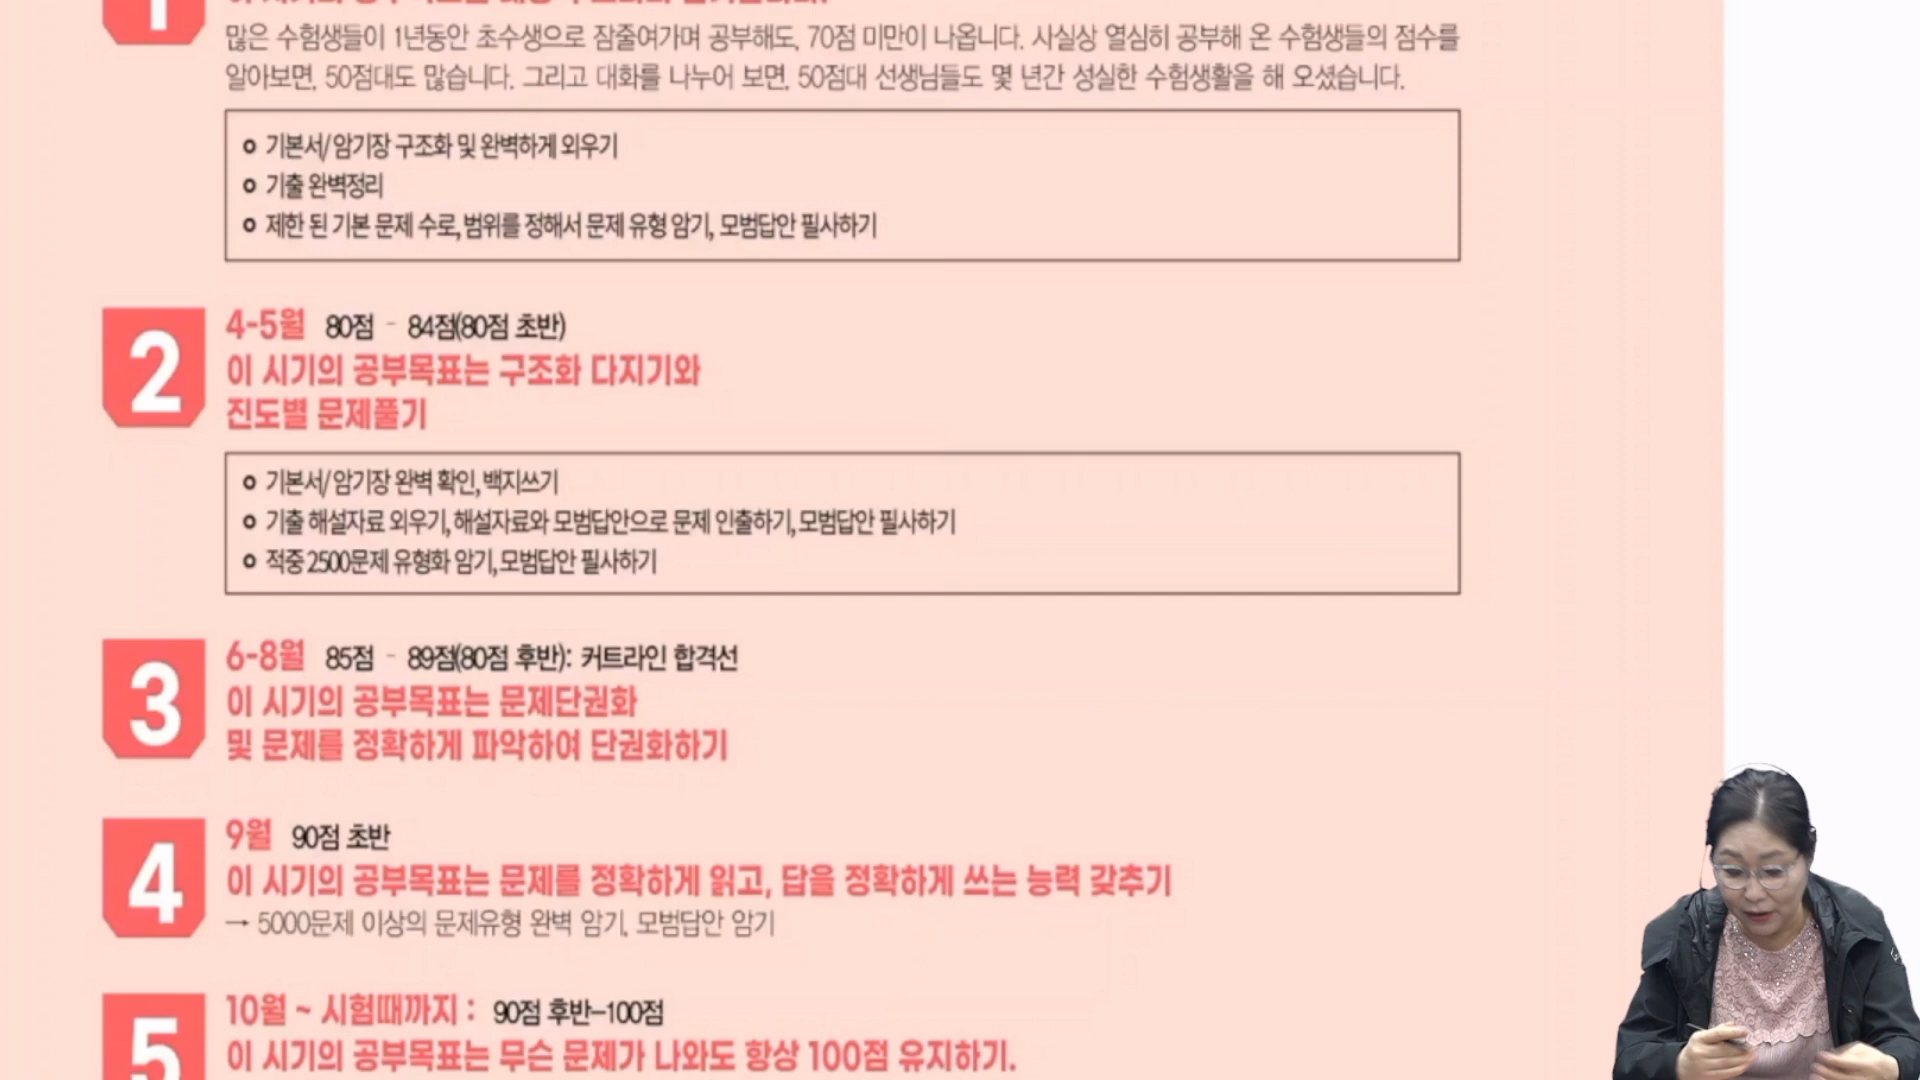 1
많은 수험생들이 1년동안 초수생으로 잠줄여가며 공부해도, 70점 미만이 나옵니다. 사실상 열심히 공부해 온 수험생들의 점수를
알아보면, 50점대도 많습니다. 그리고 대화를 나누어 보면, 50점대 선생님들도 몇 년간 성실한 수험생활을 해 오셨습니다.
기본서/암기장 구조화 및 완벽하게 외우기
기출 완벽정리
제한 된 기본 문제 수로, 범위를 정해서 문제 유형 암기, 모범답안 필사하기
2
4-5월 80점 - 84점(80점 초반)
이 시기의 공부목표는 구조화 다지기와
진도별 문제풀기
기본서/암기장 완벽 확인, 백지쓰기
기출 해설자료 외우기, 해설자료와 모범답안으로 문제 인출하기, 모범답안 필사하기
적중 2500문제 유형화 암기, 모범답안 필사하기
3
6-8월 85점 - 89점(80점 후반): 커트라인 합격선
이 시기의 공부목표는 문제단권화
및 문제를 정확하게 파악하여 단권화하기
4
9월 90점 초반
이 시기의 공부목표는 문제를 정확하게 읽고, 답을 정확하게 쓰는 능력 갖추기
→ 5000문제 이상의 문제유형 완벽 암기, 모범답안 암기
5
10월 ~ 시험때까지 : 90점 후반-100점
이 시기의 공부목표는 무슨 문제가 나와도 항상 100점 유지하기.